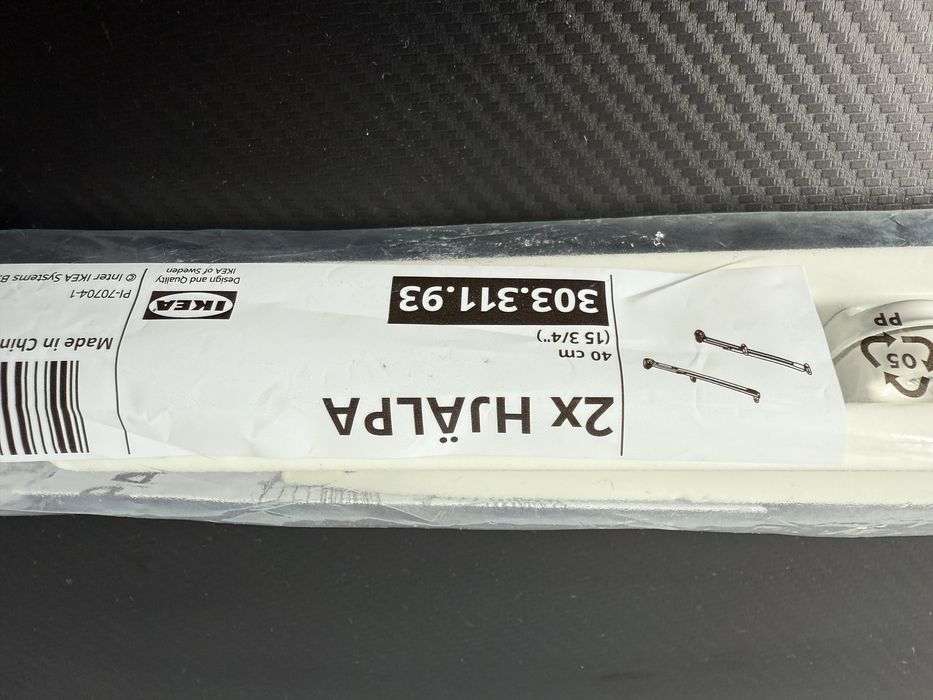 2x HJÄLPA
40 cm
(15 3/4")
303.311.93
Made in Chin
PI-70704-1
© Inter IKEA Systems B.
IKEA
Design and Quality
IKEA of Sweden
05
PP